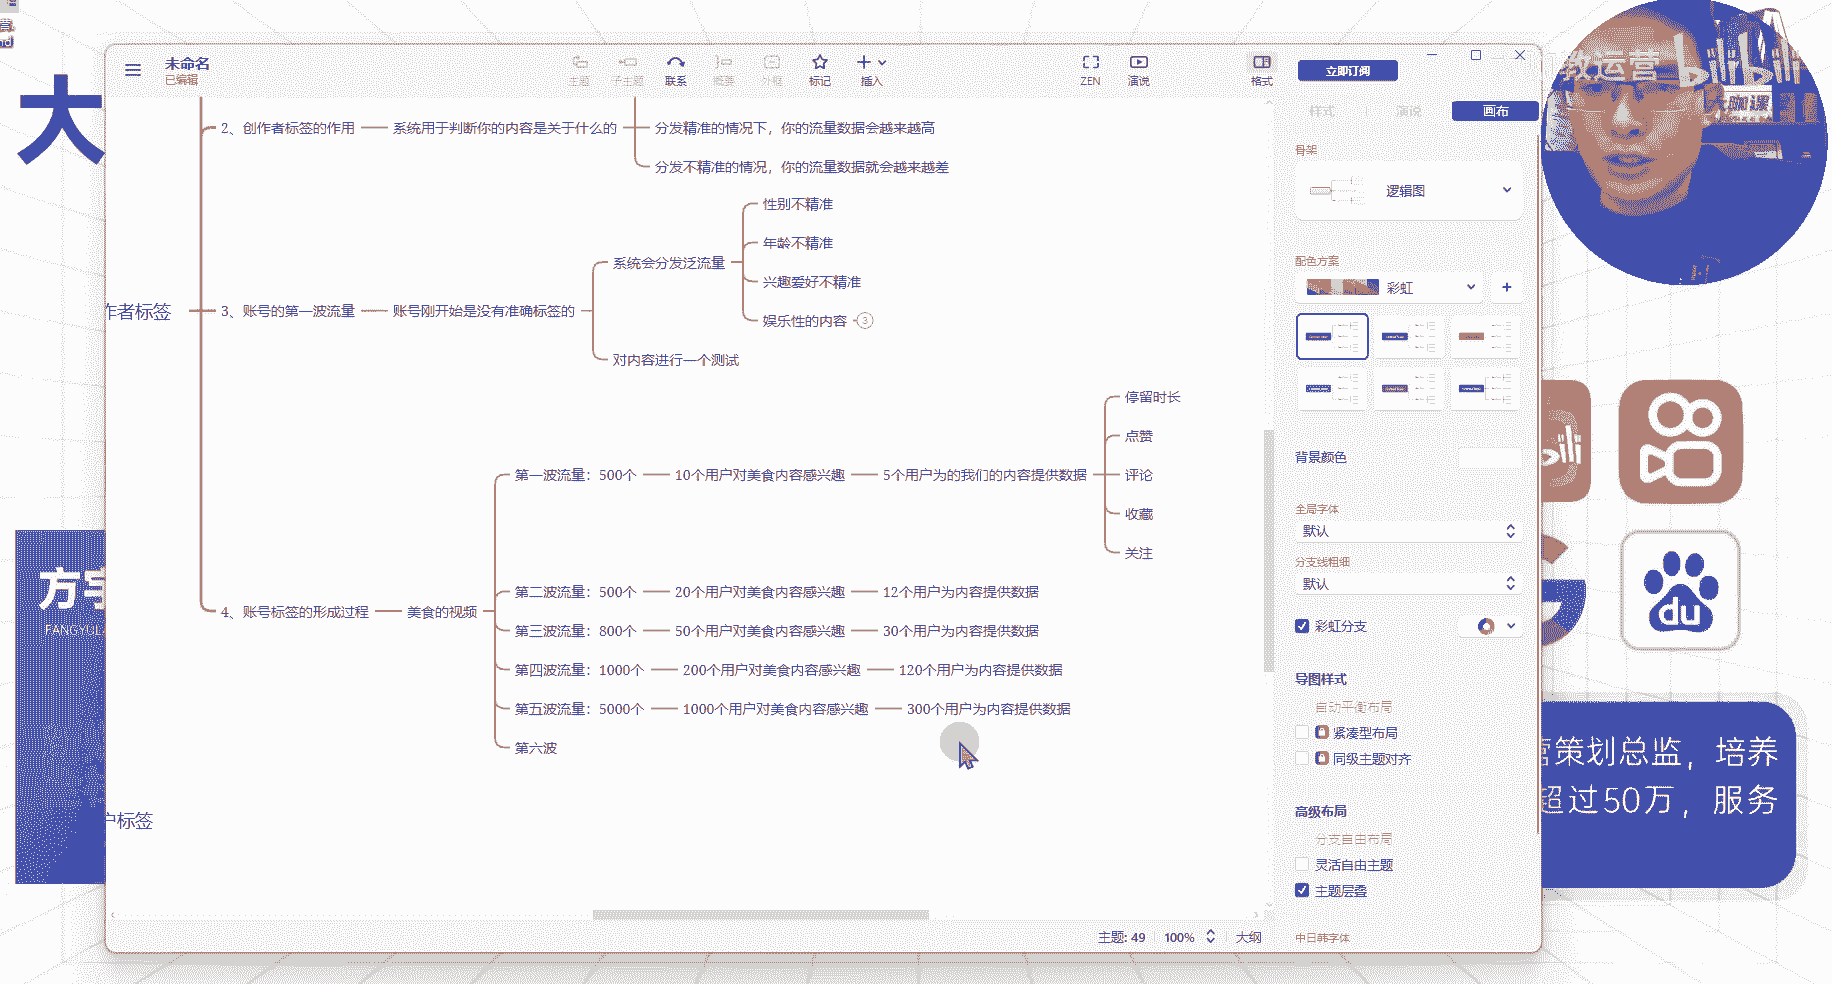 未命名
已编辑
主题
子主题
联系
概要
外框
标记
插入
ZEN
演说
格式
立即订阅
样式
演说
画布
教运营
bilibili
大咖课
大
2、创作者标签的作用
系统用于判断你的内容是关于什么的
分发精准的情况下，你的流量数据会越来越高
分发不精准的情况，你的流量数据就会越来越差
作者标签
3、账号的第一波流量
账号刚开始是没有准确标签的
系统会分发泛流量
性别不精准
年龄不精准
兴趣爱好不精准
娱乐性的内容
3
对内容进行一个测试
4、账号标签的形成过程
美食的视频
第一波流量：500个
10个用户对美食内容感兴趣
5个用户为的我们的内容提供数据
停留时长
点赞
评论
收藏
关注
第二波流量：500个
20个用户对美食内容感兴趣
12个用户为内容提供数据
第三波流量：800个
50个用户对美食内容感兴趣
30个用户为内容提供数据
第四波流量：1000个
200个用户对美食内容感兴趣
120个用户为内容提供数据
第五波流量：5000个
1000个用户对美食内容感兴趣
300个用户为内容提供数据
第六波
户标签
骨架
逻辑图
配色方案
彩虹
背景颜色
全局字体
默认
分支线粗细
默认
彩虹分支
导图样式
自动平衡布局
紧凑型布局
同级主题对齐
高级布局
分支自由布局
灵活自由主题
主题层叠
中日韩字体
主题: 49
100%
大纲
方宇
FANGYU
du
营策划总监，培养
超过50万，服务